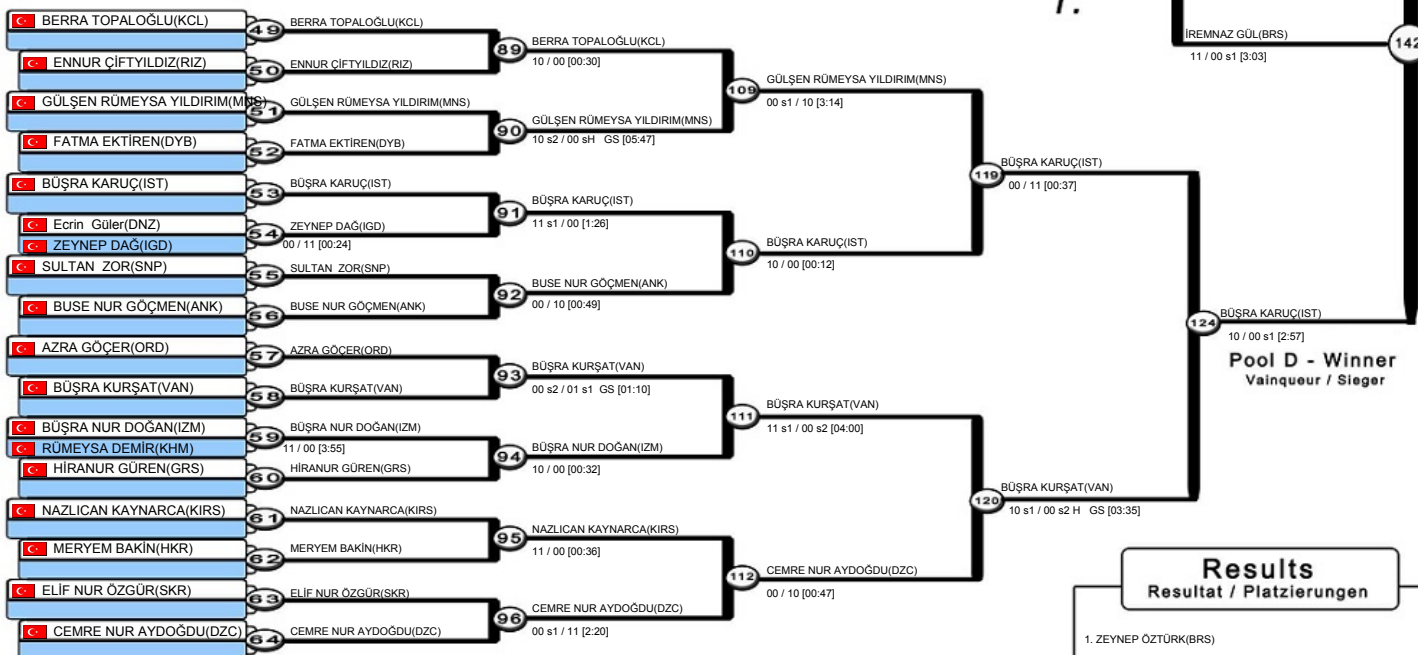 BERRA TOPALOĞLU(KCL)
ENNUR ÇİFTYILDIZ(RIZ)
GÜLŞEN RÜMEYSA YILDIRIM(MNS)
FATMA EKTİREN(DYB)
BÜŞRA KARUÇ(IST)
Ecrin Güler(DNZ)
ZEYNEP DAĞ(IGD)
SULTAN ZOR(SNP)
BUSE NUR GÖÇMEN(ANK)
AZRA GÖÇER(ORD)
BÜŞRA KURŞAT(VAN)
BÜŞRA NUR DOĞAN(IZM)
RÜMEYSA DEMİR(KHM)
HİRANUR GÜREN(GRS)
NAZLICAN KAYNARCA(KIRS)
MERYEM BAKİN(HKR)
ELİF NUR ÖZGÜR(SKR)
CEMRE NUR AYDOĞDU(DZC)
49 BERRA TOPALOĞLU(KCL)
50 ENNUR ÇİFTYILDIZ(RIZ)
51 GÜLŞEN RÜMEYSA YILDIRIM(MNS)
52 FATMA EKTİREN(DYB)
53 BÜŞRA KARUÇ(IST)
54 ZEYNEP DAĞ(IGD)
00 / 11 [00:24]
55 SULTAN ZOR(SNP)
56 BUSE NUR GÖÇMEN(ANK)
57 AZRA GÖÇER(ORD)
58 BÜŞRA KURŞAT(VAN)
59 BÜŞRA NUR DOĞAN(IZM)
11 / 00 [3:55]
60 HİRANUR GÜREN(GRS)
61 NAZLICAN KAYNARCA(KIRS)
62 MERYEM BAKİN(HKR)
63 ELİF NUR ÖZGÜR(SKR)
64 CEMRE NUR AYDOĞDU(DZC)
89 BERRA TOPALOĞLU(KCL)
10 / 00 [00:30]
90 GÜLŞEN RÜMEYSA YILDIRIM(MNS)
10 s2 / 00 sH GS [05:47]
91 BÜŞRA KARUÇ(IST)
11 s1 / 00 [1:26]
92 BUSE NUR GÖÇMEN(ANK)
00 / 10 [00:49]
93 BÜŞRA KURŞAT(VAN)
00 s2 / 01 s1 GS [01:10]
94 BÜŞRA NUR DOĞAN(IZM)
10 / 00 [00:32]
95 NAZLICAN KAYNARCA(KIRS)
11 / 00 [00:36]
96 CEMRE NUR AYDOĞDU(DZC)
00 s1 / 11 [2:20]
109 GÜLŞEN RÜMEYSA YILDIRIM(MNS)
00 s1 / 10 [3:14]
110 BÜŞRA KARUÇ(IST)
10 / 00 [00:12]
111 BÜŞRA KURŞAT(VAN)
11 s1 / 00 s2 [04:00]
112 CEMRE NUR AYDOĞDU(DZC)
00 / 10 [00:47]
119 BÜŞRA KARUÇ(IST)
00 / 11 [00:37]
120 BÜŞRA KURŞAT(VAN)
10 s1 / 00 s2 H GS [03:35]
124 BÜŞRA KARUÇ(IST)
10 / 00 s1 [2:57]
Pool D - Winner
Vainqueur / Sieger
İREMNAZ GÜL(BRS)
11 / 00 s1 [3:03]
142
Results
Resultat / Platzierungen
1. ZEYNEP ÖZTÜRK(BRS)